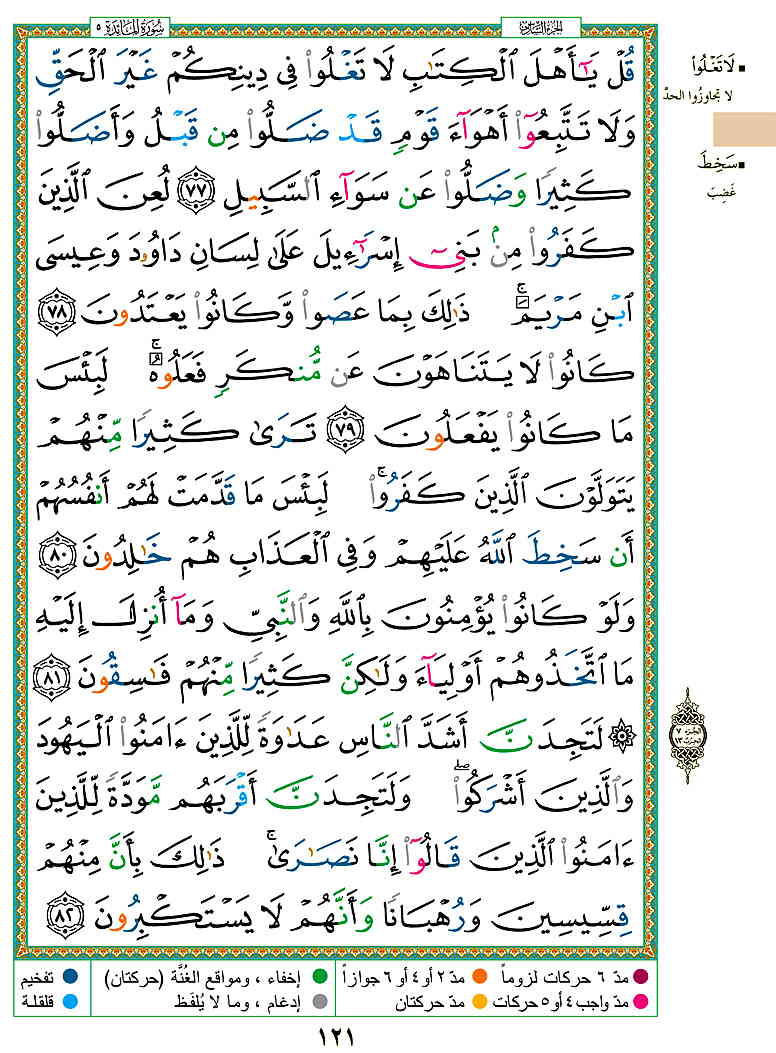 سُورَةُ المَائِدَة ٥
الجزء السادس
قُلْ يَـٰٓأَهْلَ ٱلْكِتَـٰبِ لَا تَغْلُوا۟ فِى دِينِكُمْ غَيْرَ ٱلْحَقِّ
وَلَا تَتَّبِعُوٓا۟ أَهْوَآءَ قَوْمٍ قَدْ ضَلُّوا۟ مِن قَبْلُ وَأَضَلُّوا۟
كَثِيرًا وَضَلُّوا۟ عَن سَوَآءِ ٱلسَّبِيلِ ٧٧ لُعِنَ ٱلَّذِينَ
كَفَرُوا۟ مِنۢ بَنِىٓ إِسْرَٰٓءِيلَ عَلَىٰ لِسَانِ دَاوُۥدَ وَعِيسَى
ٱبْنِ مَرْيَمَ ۚ ذَٰلِكَ بِمَا عَصَوا۟ وَّكَانُوا۟ يَعْتَدُونَ ٧٨
كَانُوا۟ لَا يَتَنَاهَوْنَ عَن مُّنكَرٍ فَعَلُوهُ ۚ لَبِئْسَ
مَا كَانُوا۟ يَفْعَلُونَ ٧٩ تَرَىٰ كَثِيرًا مِّنْهُمْ
يَتَوَلَّوْنَ ٱلَّذِينَ كَفَرُوا۟ ۚ لَبِئْسَ مَا قَدَّمَتْ لَهُمْ أَنفُسُهُمْ
أَن سَخِطَ ٱللَّهُ عَلَيْهِمْ وَفِى ٱلْعَذَابِ هُمْ خَـٰلِدُونَ ٨٠
وَلَوْ كَانُوا۟ يُؤْمِنُونَ بِٱللَّهِ وَٱلنَّبِىِّ وَمَآ أُنزِلَ إِلَيْهِ
مَا ٱتَّخَذُوهُمْ أَوْلِيَآءَ وَلَـٰكِنَّ كَثِيرًا مِّنْهُمْ فَـٰسِقُونَ ٨١
۞ لَتَجِدَنَّ أَشَدَّ ٱلنَّاسِ عَدَٰوَةً لِّلَّذِينَ ءَامَنُوا۟ ٱلْيَهُودَ
وَٱلَّذِينَ أَشْرَكُوا۟ ۖ وَلَتَجِدَنَّ أَقْرَبَهُم مَّوَدَّةً لِّلَّذِينَ
ءَامَنُوا۟ ٱلَّذِينَ قَالُوٓا۟ إِنَّا نَصَـٰرَىٰ ۚ ذَٰلِكَ بِأَنَّ مِنْهُمْ
قِسِّيسِينَ وَرُهْبَانًا وَأَنَّهُمْ لَا يَسْتَكْبِرُونَ ٨٢
لَا تَغْلُوا۟
لا تجاوزُوا الحدَّ
سَخِطَ
غَضِبَ
مدّ ٦ حركات لزوماً مدّ ٢ أو ٤ أو ٦ جوازاً إخفاء ، ومواقع الغُنَّة (حركتان) تفخيم
مدّ واجب ٤ أو ٥ حركات مدّ حركتان إدغام ، وما لا يُلفَظ قلقلة
١٢١